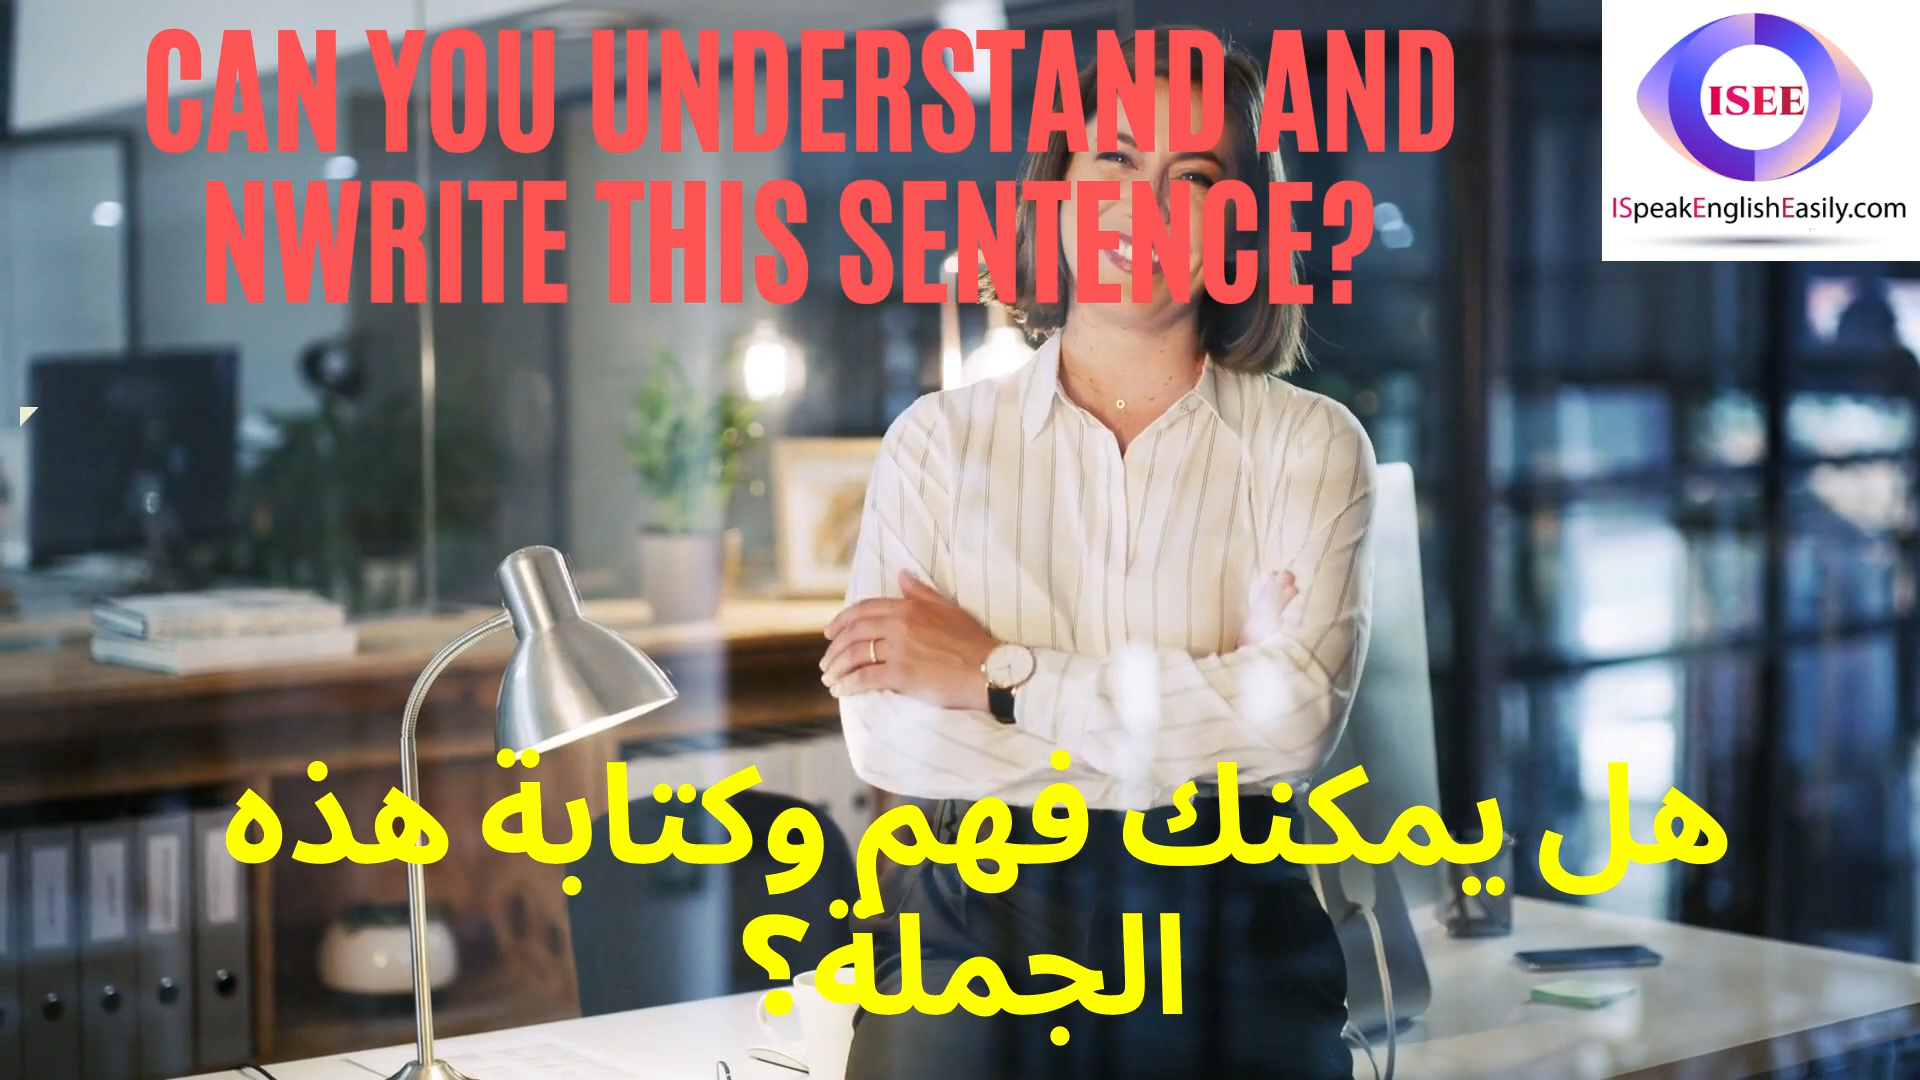 CAN YOU UNDERSTAND AND
NWRITE THIS SENTENCE?
ISEE
ISpeakEnglishEasily.com
هل يمكنك فهم وكتابة هذه
الجملة؟